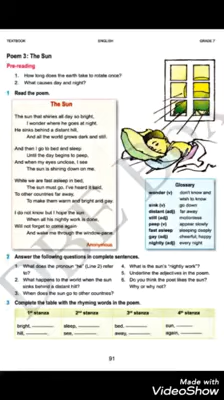 TEXTBOOK ENGLISH GRADE 7
Poem 3: The Sun
Pre-reading
1. How long does the earth take to rotate once?
2. What causes day and night?
1 Read the poem.
The Sun
The sun that shines all day so bright,
I wonder where he goes at night.
He sinks behind a distant hill,
And all the world grows dark and still.
And then I go to bed and sleep
Until the day begins to peep.
And when my eyes unclose, I see
The sun is shining down on me.
While we are fast asleep in bed,
The sun must go, I've heard it said,
To other countries far away,
To make them warm and bright and gay.
I do not know but I hope the sun,
When all his nightly work is done,
Will not forget to come again
And wake me through the window pane.
Anonymous
Glossary
wonder (v) don't know and
wish to know
sink (v) go down
distant (adj) far away
still (adj) motionless
peep (v) appear slowly
fast asleep sleeping deeply
gay (adj) cheerful, happy
nightly (adj) every night
2 Answer the following questions in complete sentences.
1. What does the pronoun "he" (Line 2) refer
to?
2. What happens to the world when the sun
sinks behind a distant hill?
3. When does the sun go to other countries?
4. What is the sun's "nightly work"?
5. Underline the adjectives in the poem.
6. Do you think the poet likes the sun?
Why or why not?
3 Complete the table with the rhyming words in the poem.
1st stanza 2nd stanza 3rd stanza 4th stanza
bright, sleep, bed, sun,
hill, see, away, again,
91
Made with
VideoShow